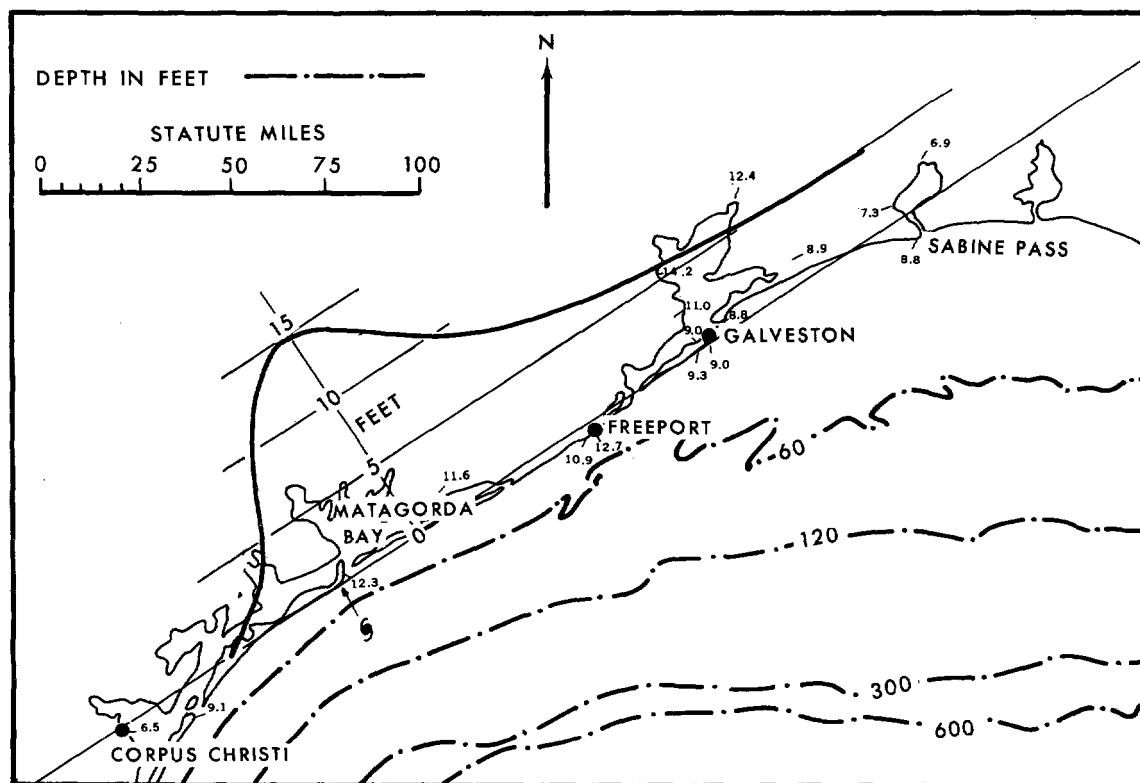 N
DEPTH IN FEET
STATUTE MILES
0 25 50 75 100
6.9
12.4
7.3
8.9
SABINE PASS
8.8
14.2
11.0
8.8
15
9.0
GALVESTON
9.3
9.0
10
FEET
FREEPORT
10.9
12.7
60
5
11.6
MATAGORDA
BAY
0
120
12.3
300
9.1
6.5
600
CORPUS CHRISTI